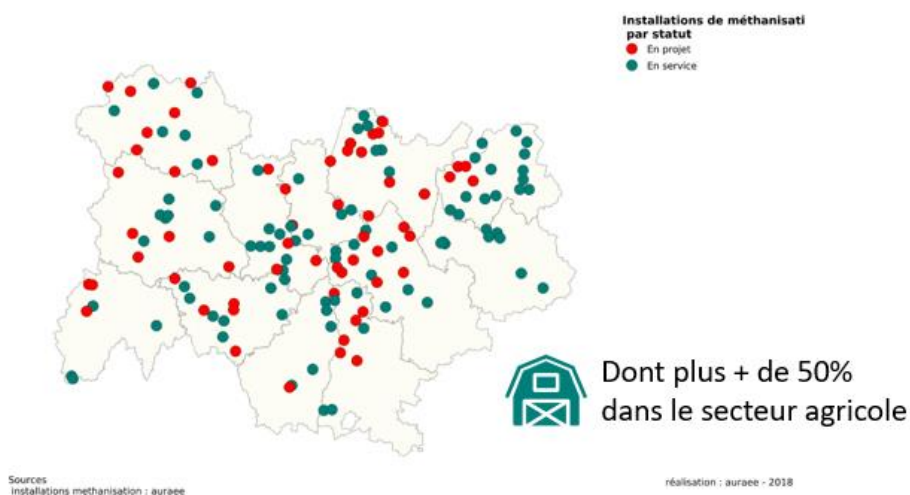 Installations de méthanisati
par statut
En projet
En service
Dont plus + de 50%
dans le secteur agricole
Sources
installations methanisation : auraee
réalisation : auraee - 2018